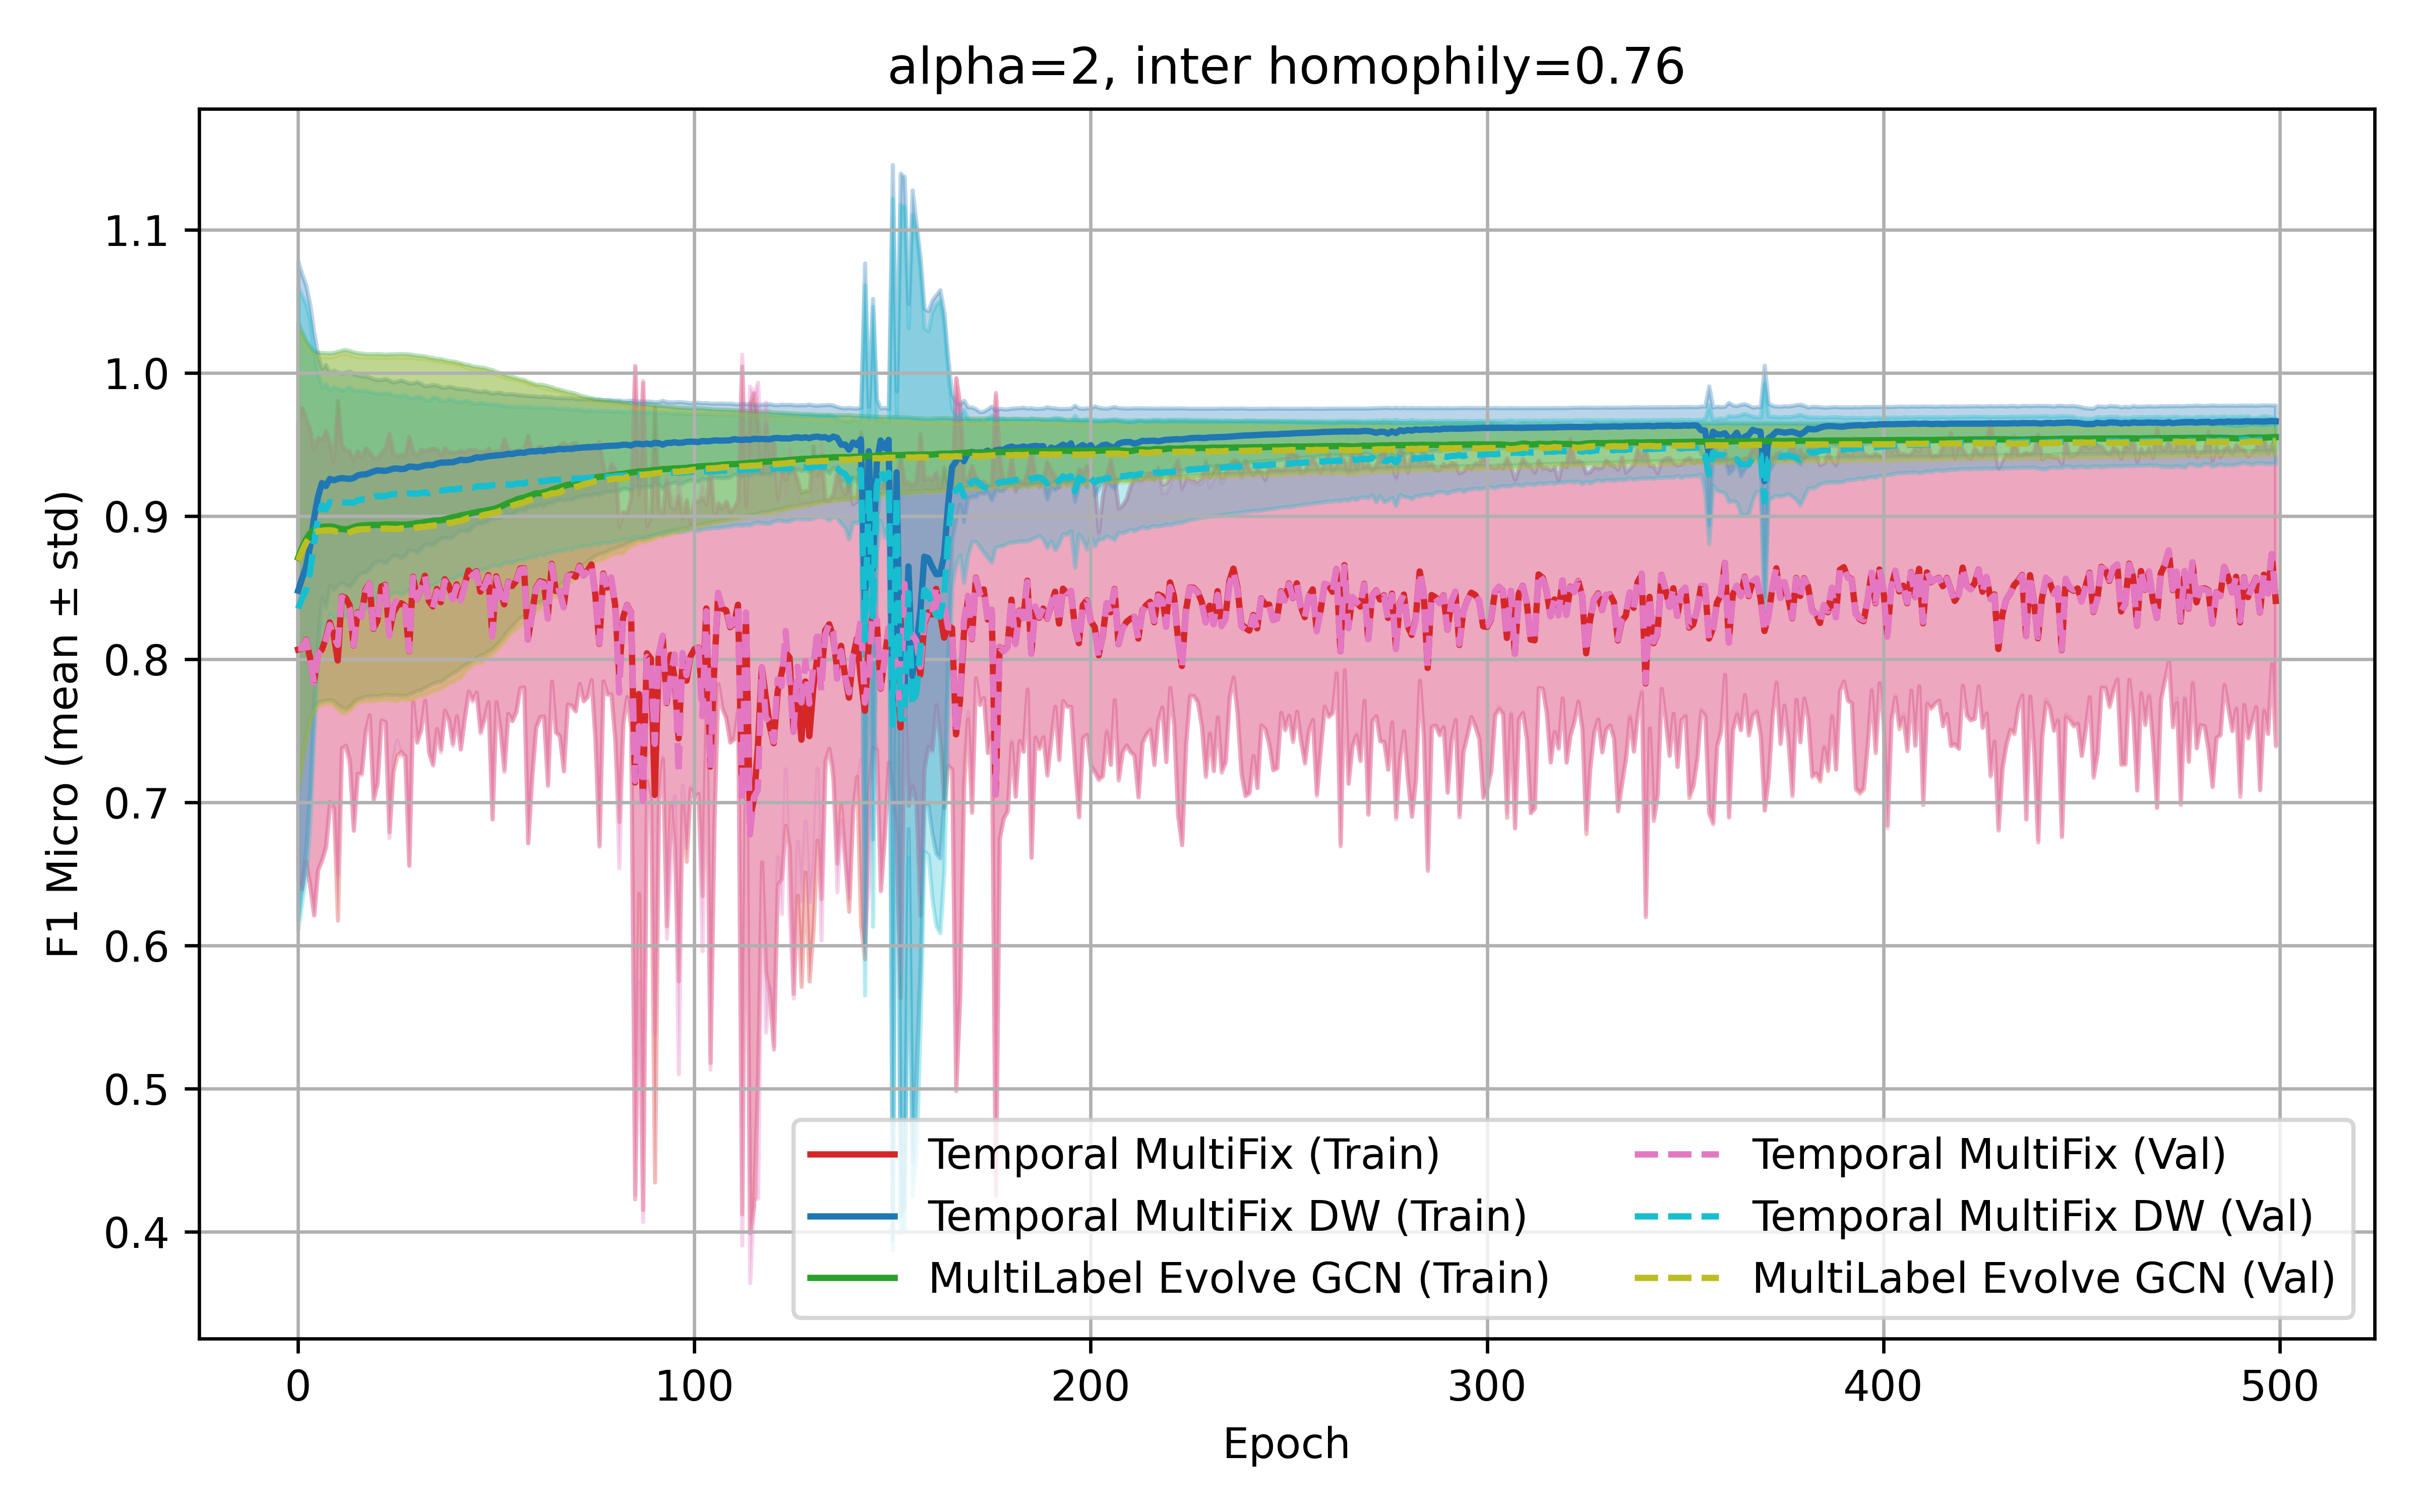 alpha=2, inter homophily=0.76
F1 Micro (mean ± std)
1.1
1.0
0.9
0.8
0.7
0.6
0.5
0.4
Temporal MultiFix (Train)
Temporal MultiFix DW (Train)
MultiLabel Evolve GCN (Train)
Temporal MultiFix (Val)
Temporal MultiFix DW (Val)
MultiLabel Evolve GCN (Val)
0 100 200 300 400 500
Epoch